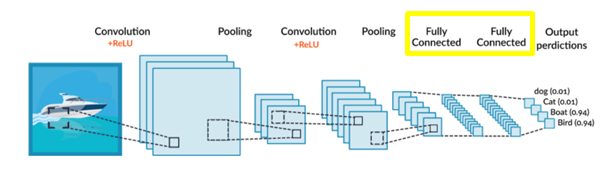 Convolution
+ReLU
Pooling
Convolution
+ReLU
Pooling
Fully
Connected
Fully
Connected
Output
perdictions
dog (0.01)
Cat (0.01)
Boat (0.94)
Bird (0.94)